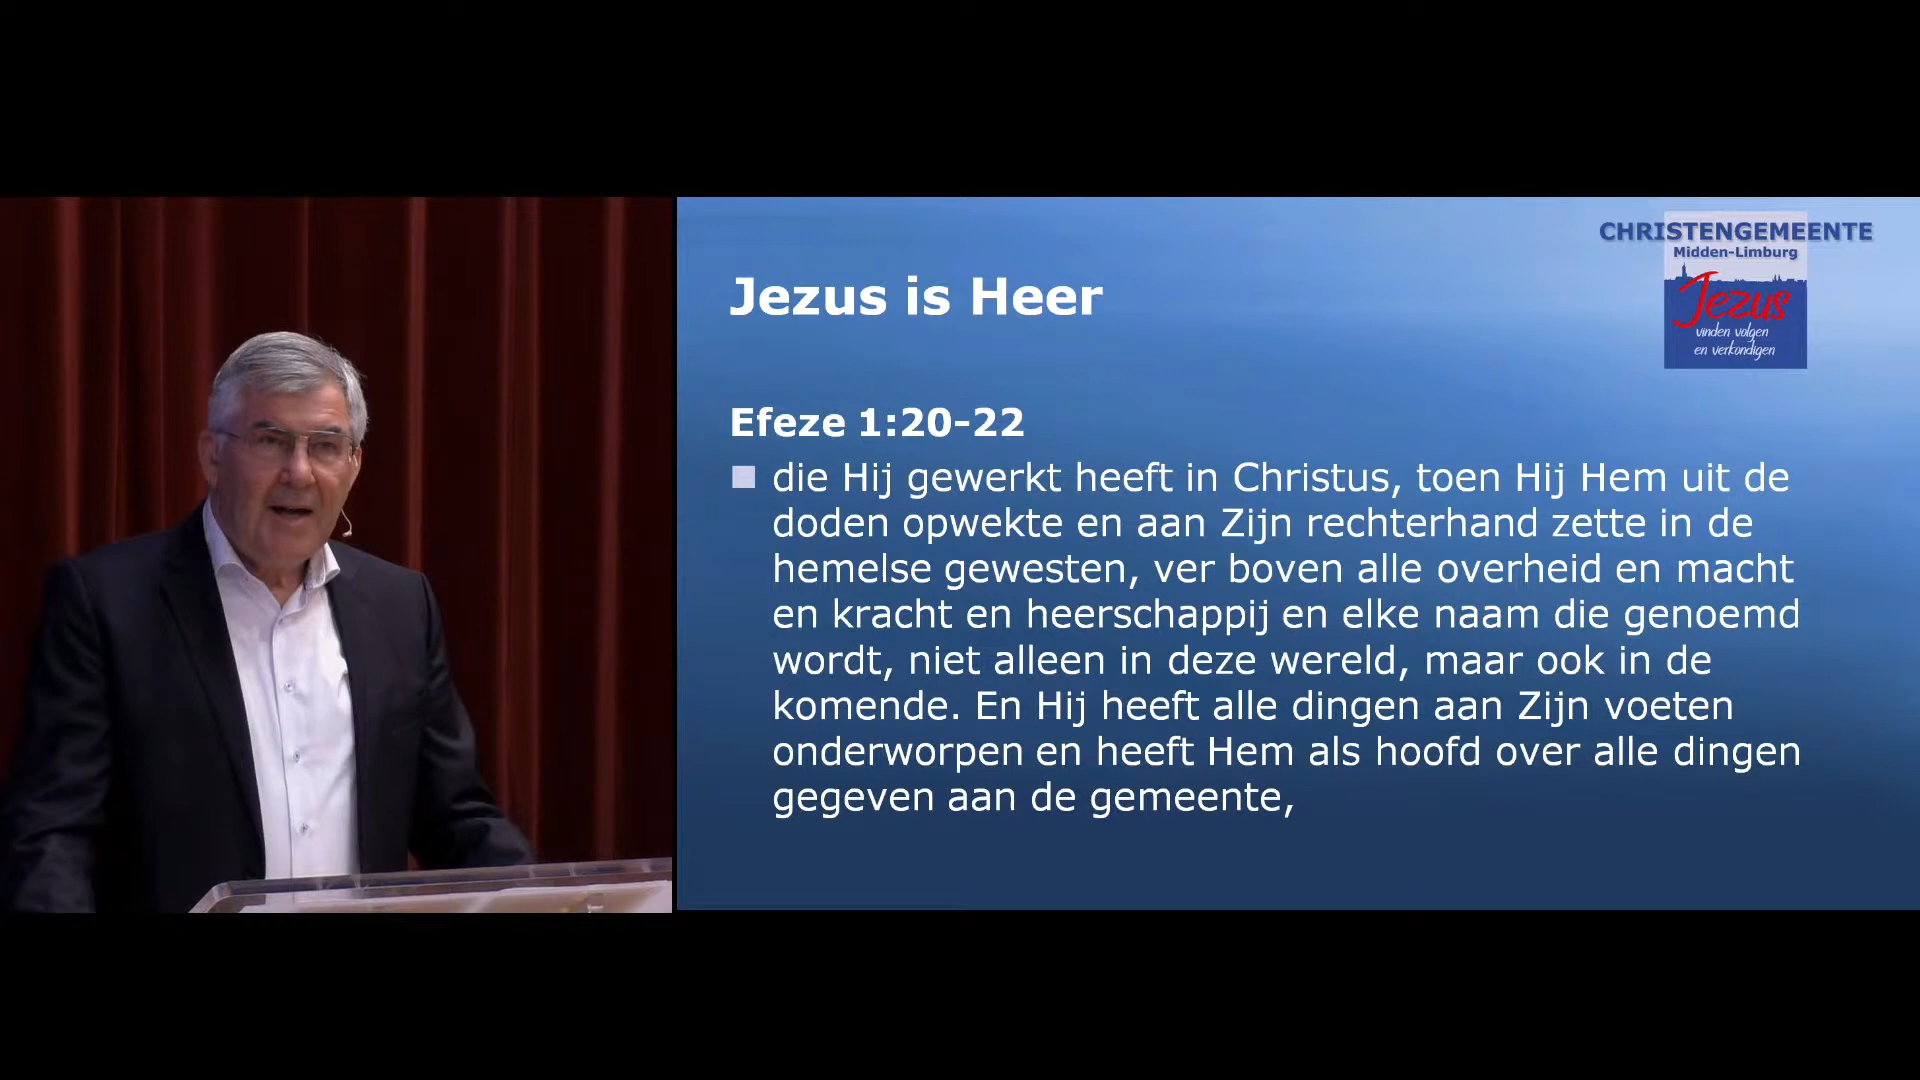 CHRISTENGEMEENTE
Midden-Limburg
Jezus
vinden volgen
en verkondigen
Jezus is Heer
Efeze 1:20-22
die Hij gewerkt heeft in Christus, toen Hij Hem uit de
doden opwekte en aan Zijn rechterhand zette in de
hemelse gewesten, ver boven alle overheid en macht
en kracht en heerschappij en elke naam die genoemd
wordt, niet alleen in deze wereld, maar ook in de
komende. En Hij heeft alle dingen aan Zijn voeten
onderworpen en heeft Hem als hoofd over alle dingen
gegeven aan de gemeente,